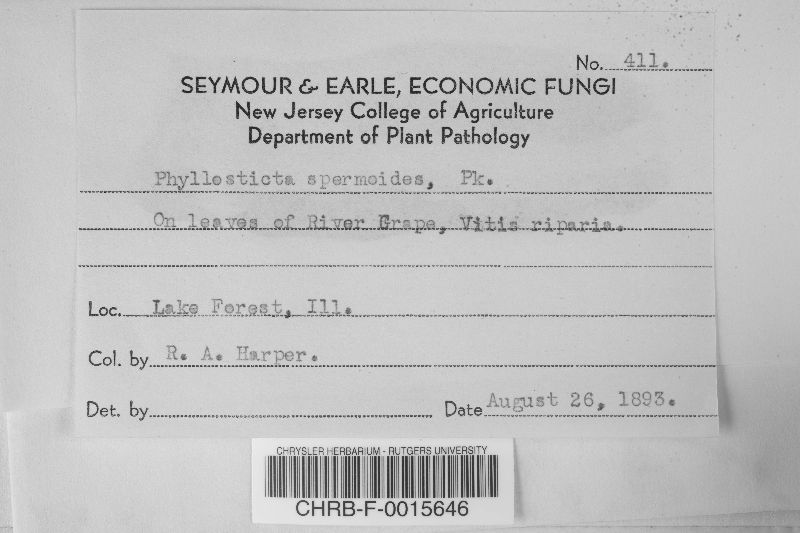 No. 411.
SEYMOUR & EARLE, ECONOMIC FUNGI
New Jersey College of Agriculture
Department of Plant Pathology
Phyllosticta spermoides, Pk.
On leaves of River Grape, Vitis riparia.
Loc. Lake Forest, Ill.
Col. by R. A. Harper.
Det. by
Date August 26, 1893.
CHRYSLER HERBARIUM - RUTGERS UNIVERSITY
CHRB-F-0015646